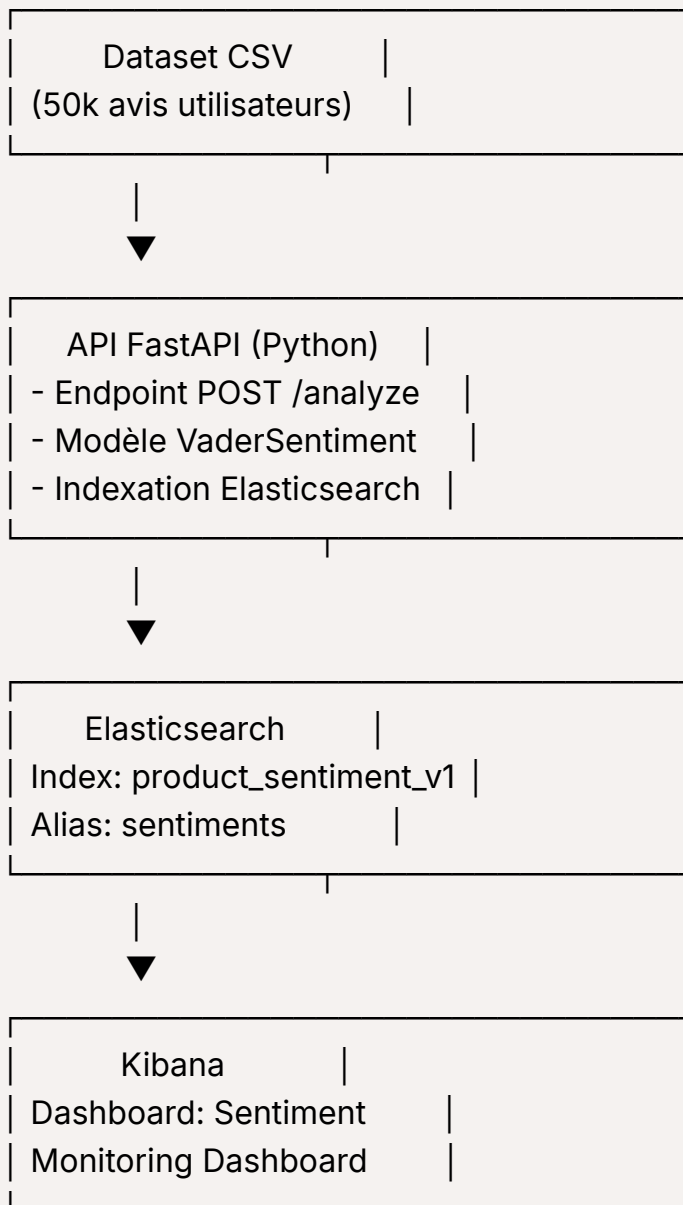 Dataset CSV
(50k avis utilisateurs)
API FastAPI (Python)
- Endpoint POST /analyze
- Modèle VaderSentiment
- Indexation Elasticsearch
Elasticsearch
Index: product_sentiment_v1
Alias: sentiments
Kibana
Dashboard: Sentiment
Monitoring Dashboard